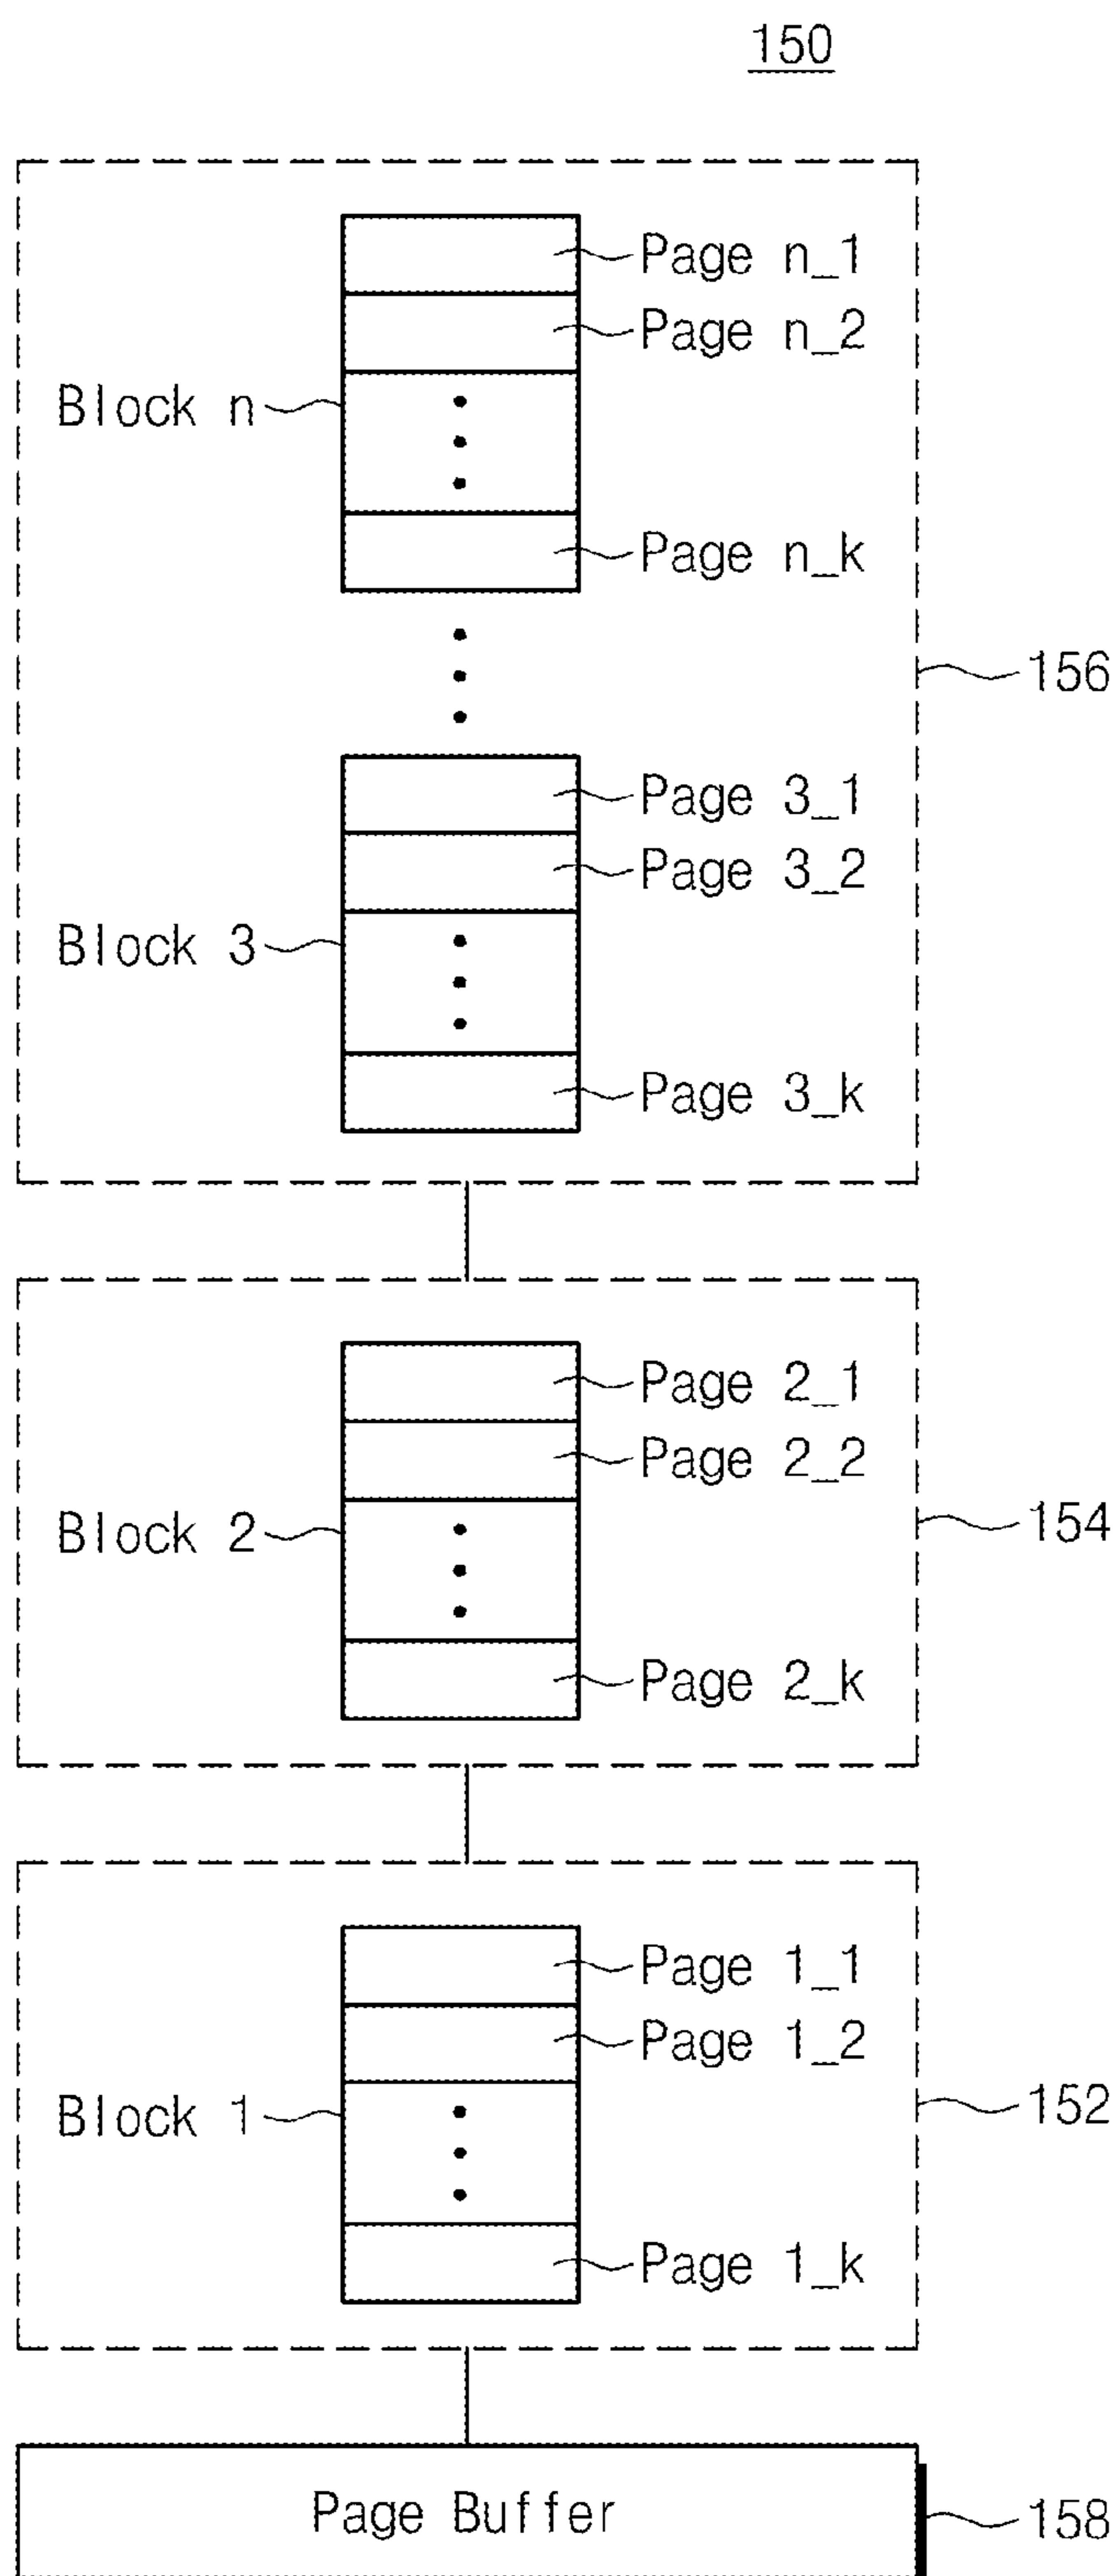 150
Page n_1
Page n_2
Block n
Page n_k
156
Page 3_1
Page 3_2
Block 3
Page 3_k
Page 2_1
Page 2_2
Block 2
154
Page 2_k
Page 1_1
Page 1_2
Block 1
152
Page 1_k
Page Buffer
158